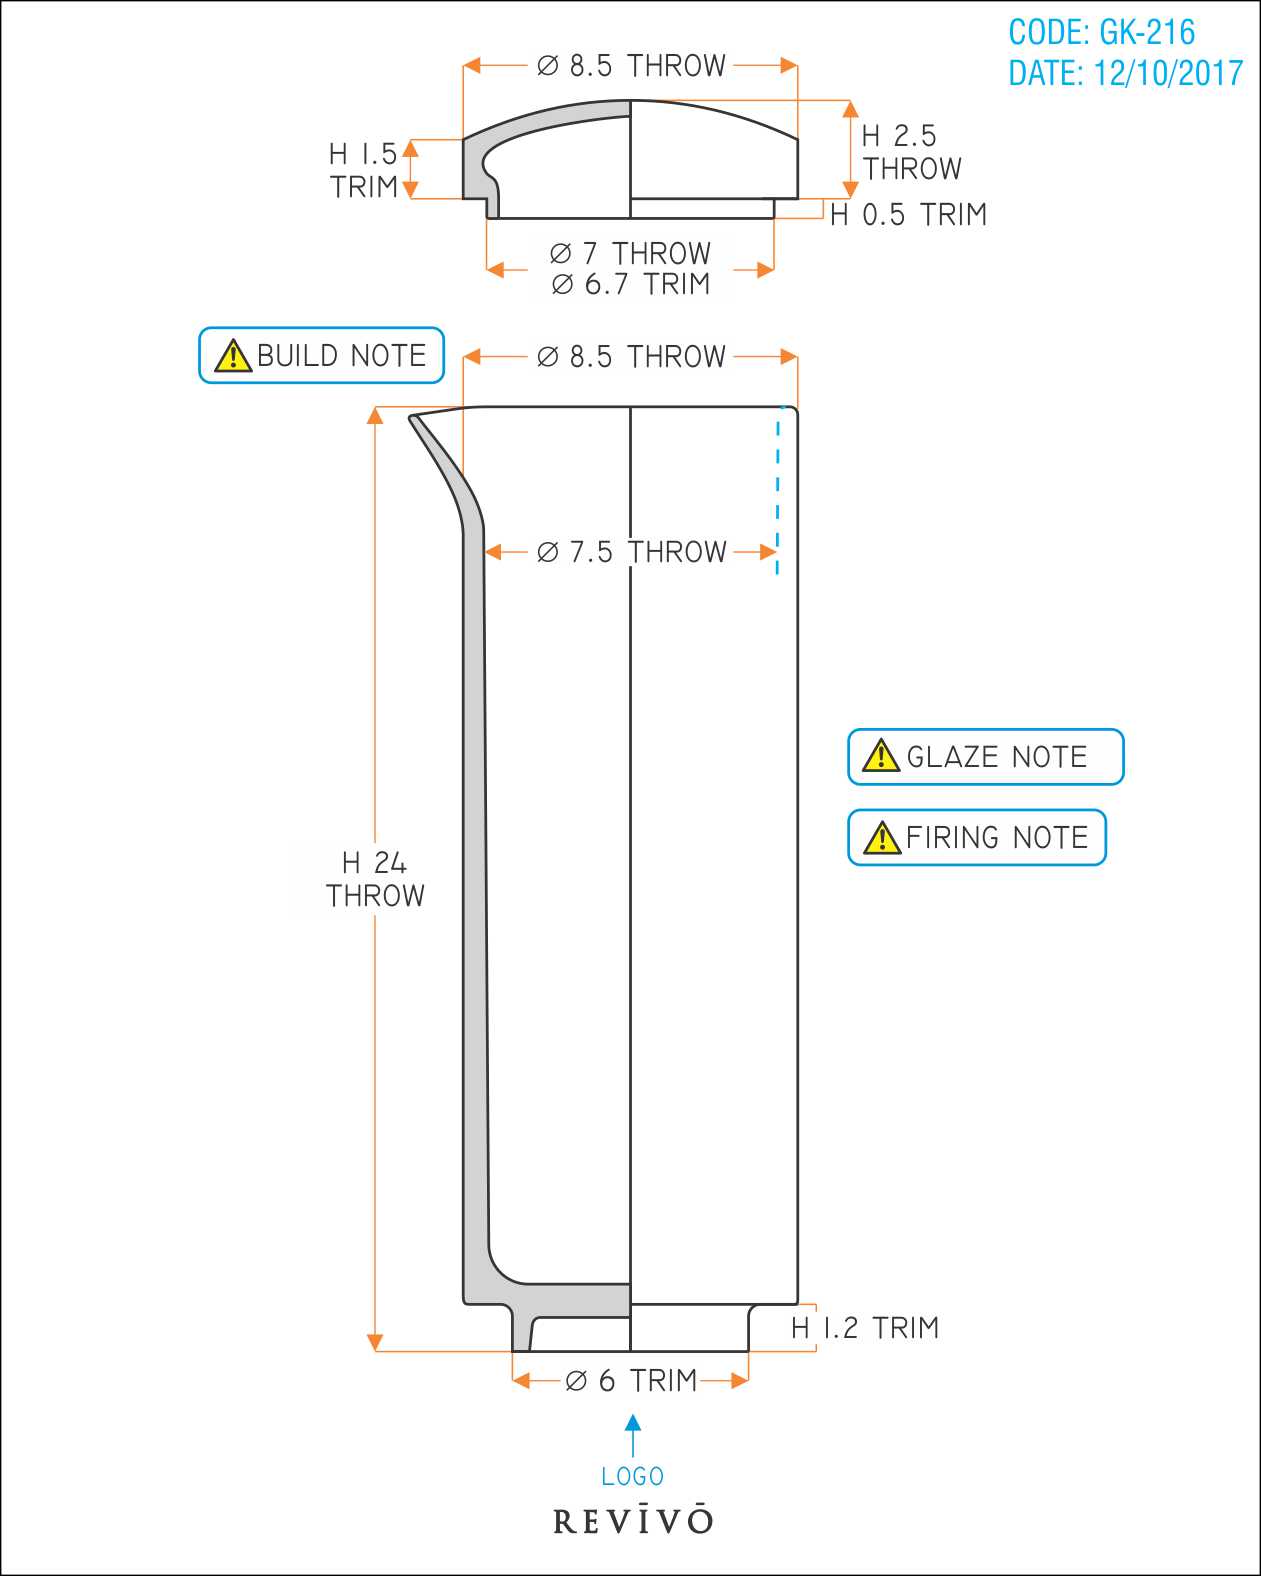 CODE: GK-216
DATE: 12/10/2017
Ø 8.5 THROW
H 1.5
TRIM
H 2.5
THROW
H 0.5 TRIM
Ø 7 THROW
Ø 6.7 TRIM
BUILD NOTE
Ø 8.5 THROW
Ø 7.5 THROW
GLAZE NOTE
FIRING NOTE
H 24
THROW
H 1.2 TRIM
Ø 6 TRIM
LOGO
REVĪVŌ